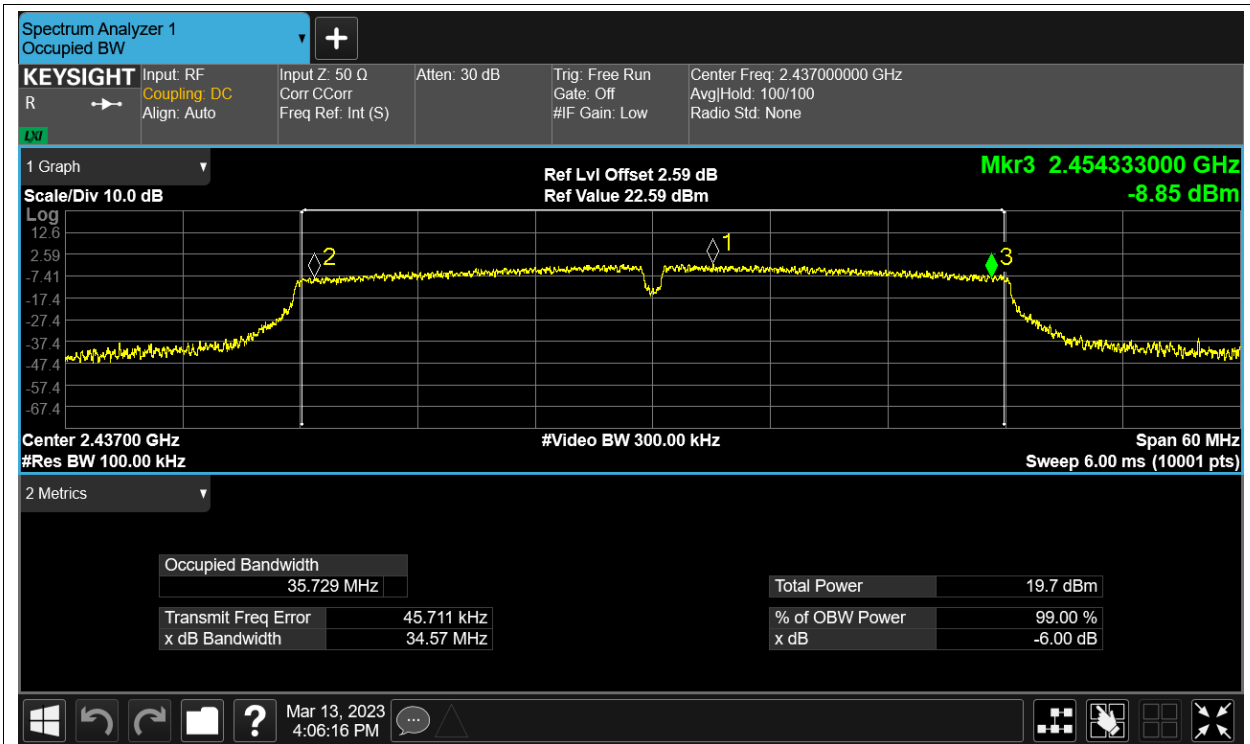 Spectrum Analyzer 1
Occupied BW
KEYSIGHT
R
LXI
Input: RF
Coupling: DC
Align: Auto
Input Z: 50 Ω
Corr CCorr
Freq Ref: Int (S)
Atten: 30 dB
Trig: Free Run
Gate: Off
#IF Gain: Low
Center Freq: 2.437000000 GHz
Avg|Hold: 100/100
Radio Std: None
1 Graph
Scale/Div 10.0 dB
Ref Lvl Offset 2.59 dB
Ref Value 22.59 dBm
Mkr3 2.454333000 GHz
-8.85 dBm
Log
12.6
2.59
-7.41
-17.4
-27.4
-37.4
-47.4
-57.4
-67.4
2
1
3
Center 2.43700 GHz
#Video BW 300.00 kHz
Span 60 MHz
#Res BW 100.00 kHz
Sweep 6.00 ms (10001 pts)
2 Metrics
Occupied Bandwidth
35.729 MHz
Total Power 19.7 dBm
Transmit Freq Error 45.711 kHz
% of OBW Power 99.00 %
x dB Bandwidth 34.57 MHz
x dB -6.00 dB
?
Mar 13, 2023
4:06:16 PM